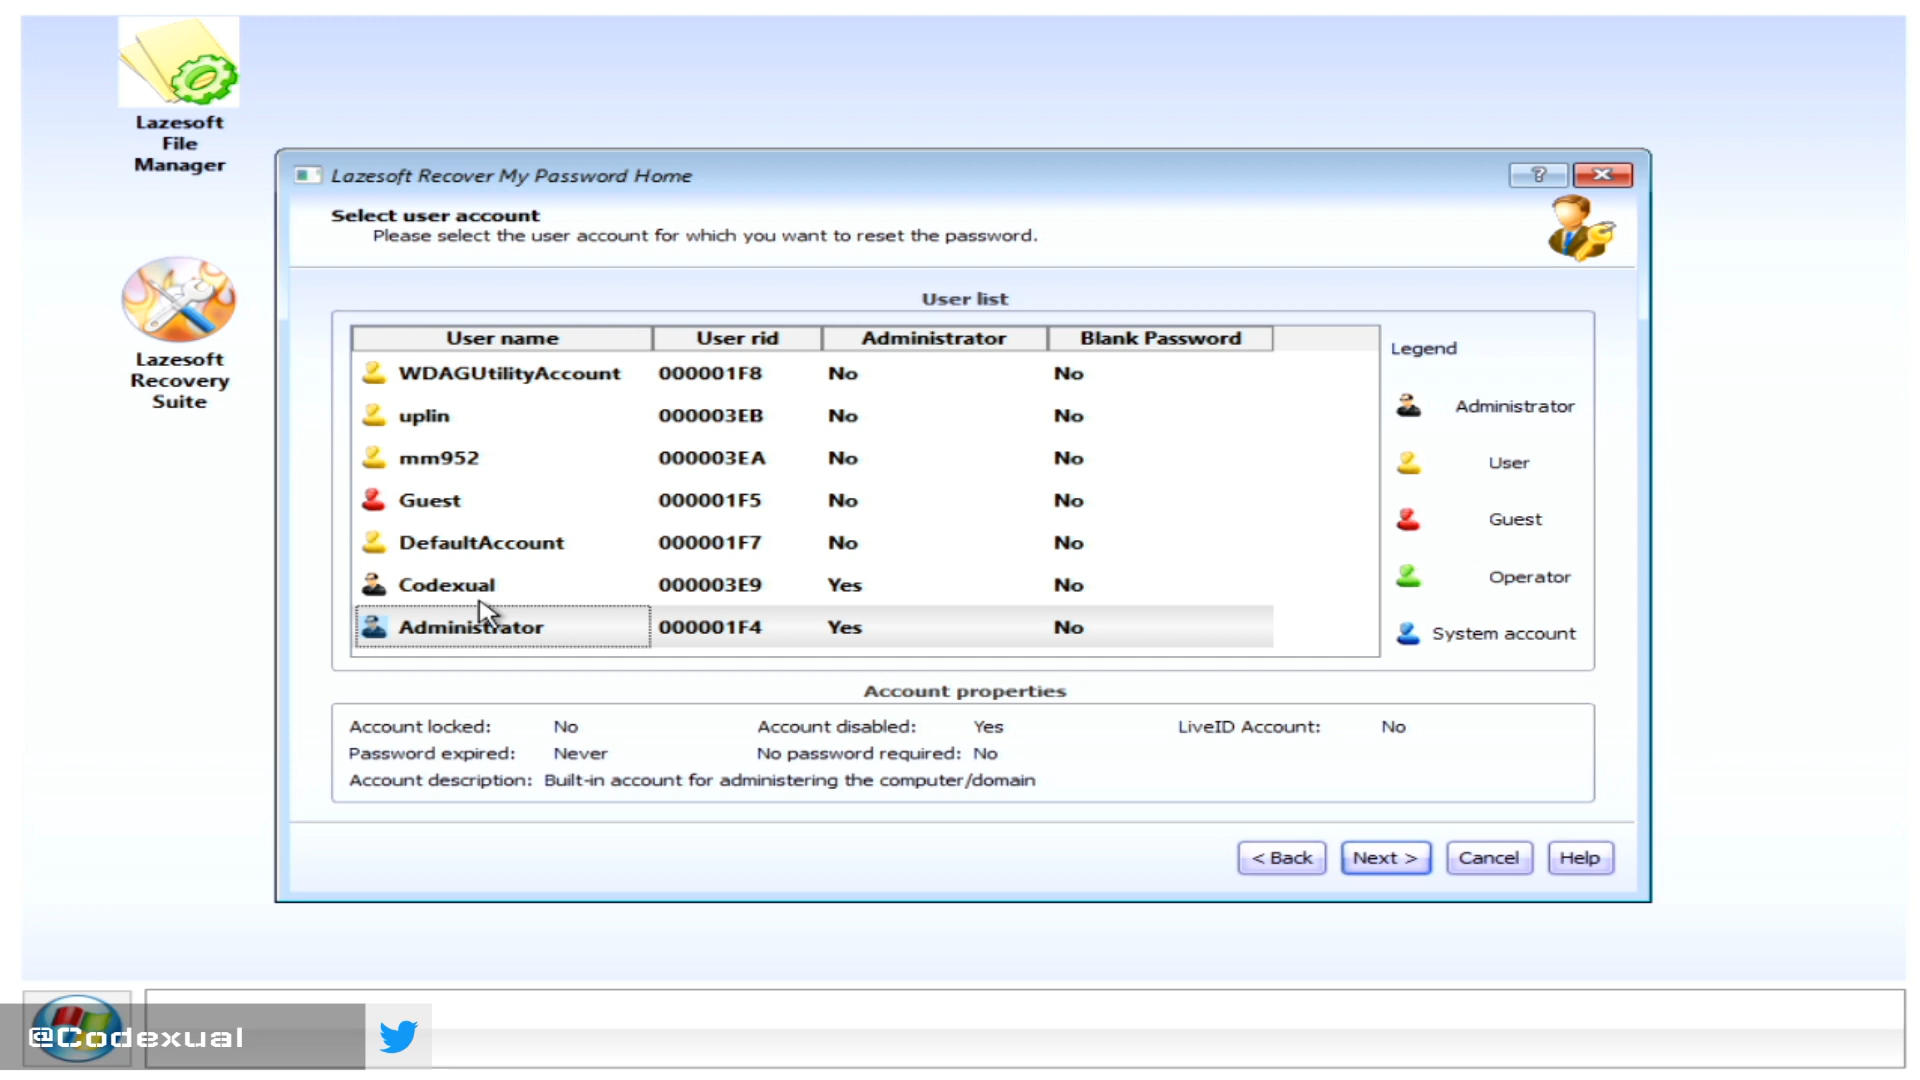 Lazesoft
File
Manager
Lazesoft
Recovery
Suite
Lazesoft Recover My Password Home
?
Select user account
Please select the user account for which you want to reset the password.
User list
User name User rid Administrator Blank Password
WDAGUtilityAccount 000001F8 No No
uplin 000003EB No No
mm952 000003EA No No
Guest 000001F5 No No
DefaultAccount 000001F7 No No
Codexual 000003E9 Yes No
Administrator 000001F4 Yes No
Legend
Administrator
User
Guest
Operator
System account
Account properties
Account locked: No Account disabled: Yes LiveID Account: No
Password expired: Never No password required: No
Account description: Built-in account for administering the computer/domain
< Back Next > Cancel Help
@Codexual